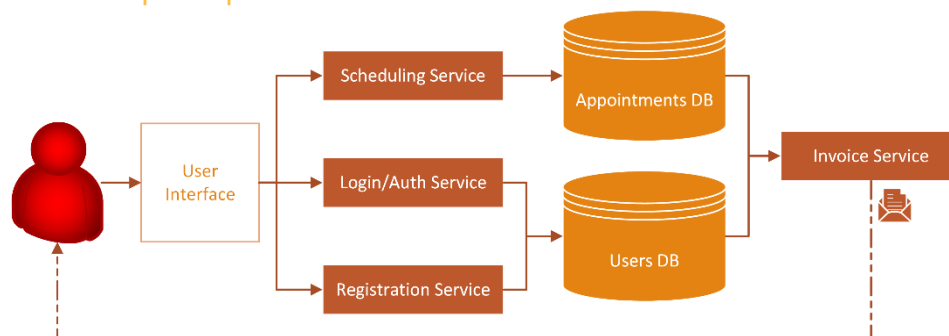 Scheduling Service
Appointments DB
User
Interface
Login/Auth Service
Invoice Service
Users DB
Registration Service